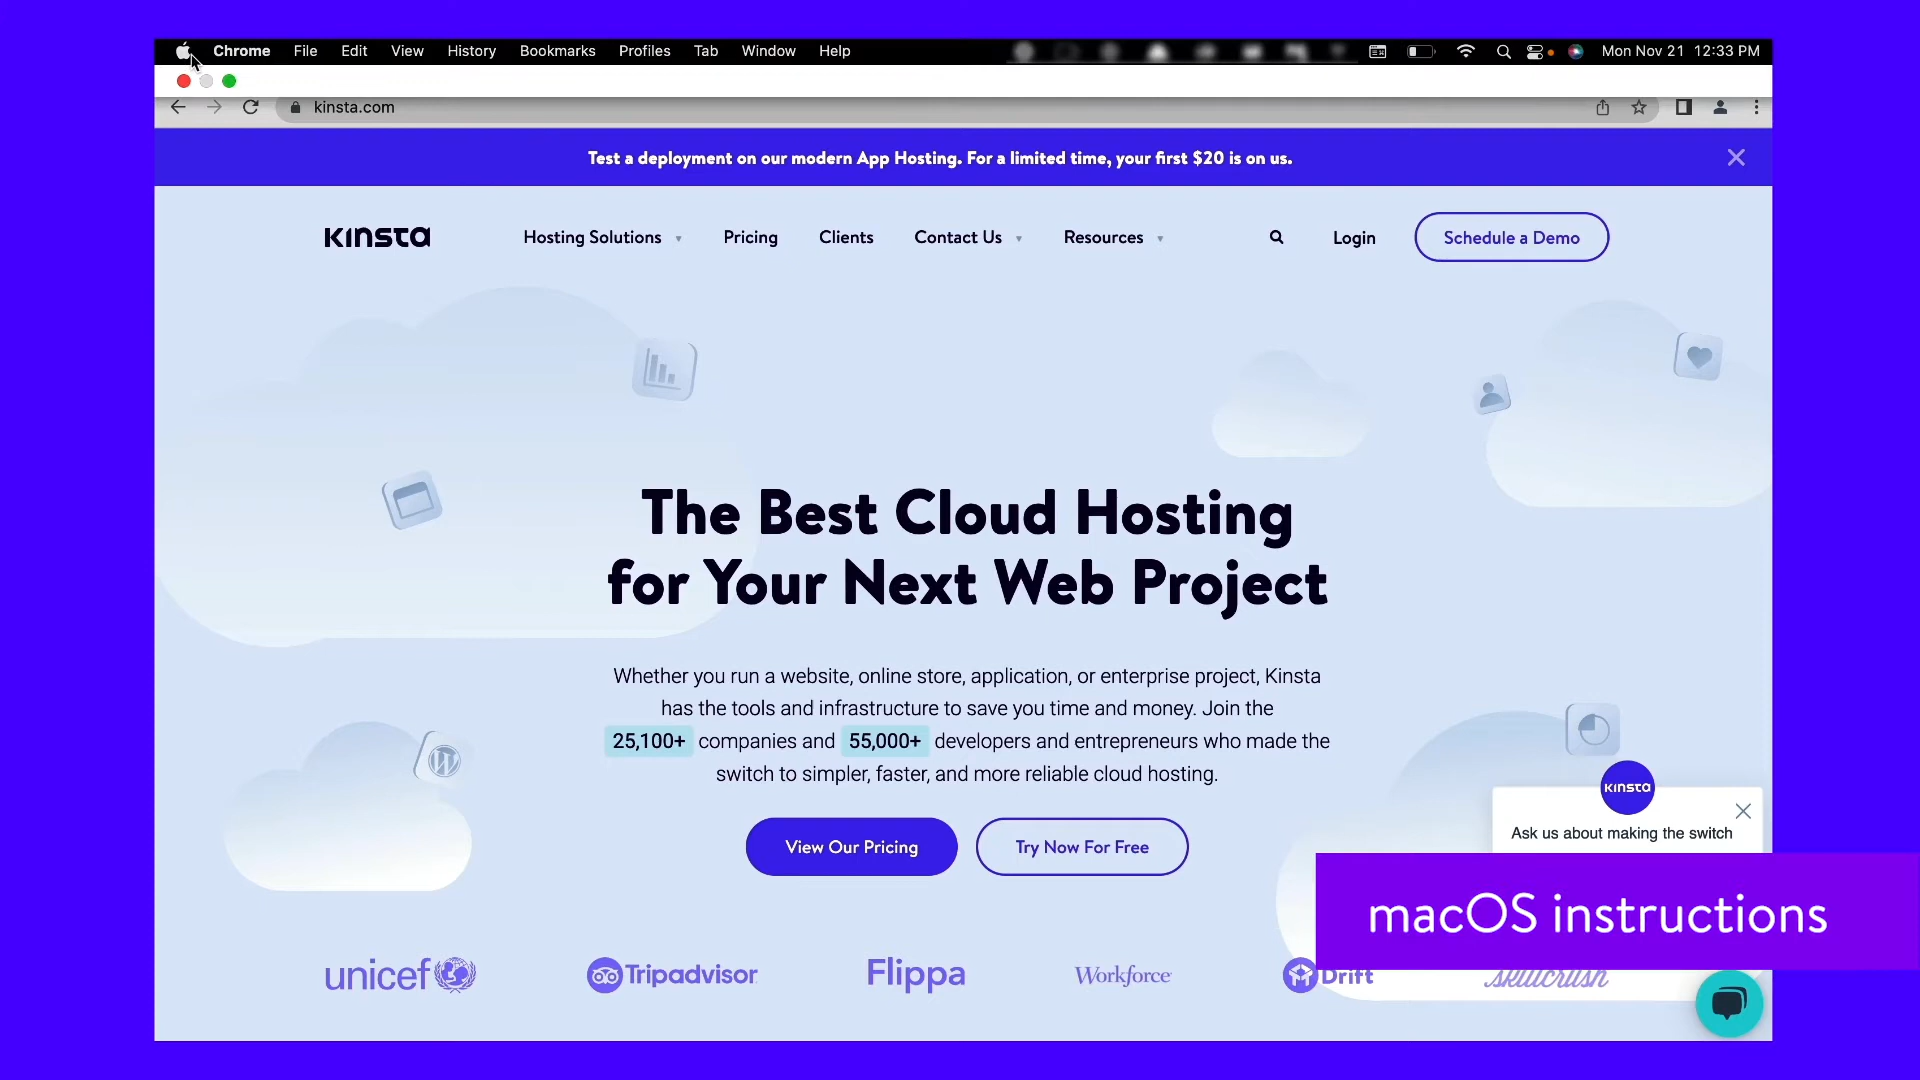 Chrome File Edit View History Bookmarks Profiles Tab Window Help Mon Nov 21 12:33 PM
kinsta.com
Test a deployment on our modern App Hosting. For a limited time, your first $20 is on us.
KINSTA Hosting Solutions Pricing Clients Contact Us Resources Login Schedule a Demo
The Best Cloud Hosting
for Your Next Web Project
Whether you run a website, online store, application, or enterprise project, Kinsta
has the tools and infrastructure to save you time and money. Join the
25,100+ companies and 55,000+ developers and entrepreneurs who made the
switch to simpler, faster, and more reliable cloud hosting.
KINSTA
Ask us about making the switch
View Our Pricing Try Now For Free
macOS instructions
unicef Tripadvisor Flippa Workforce Drift skillcrush